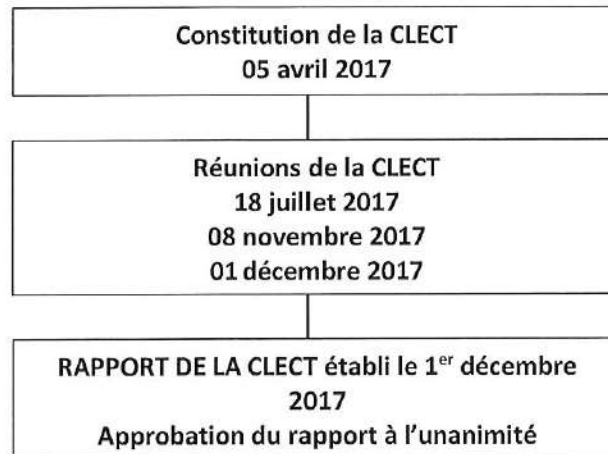 Constitution de la CLECT
05 avril 2017
Réunions de la CLECT
18 juillet 2017
08 novembre 2017
01 décembre 2017
RAPPORT DE LA CLECT établi le 1er décembre
2017
Approbation du rapport à l'unanimité